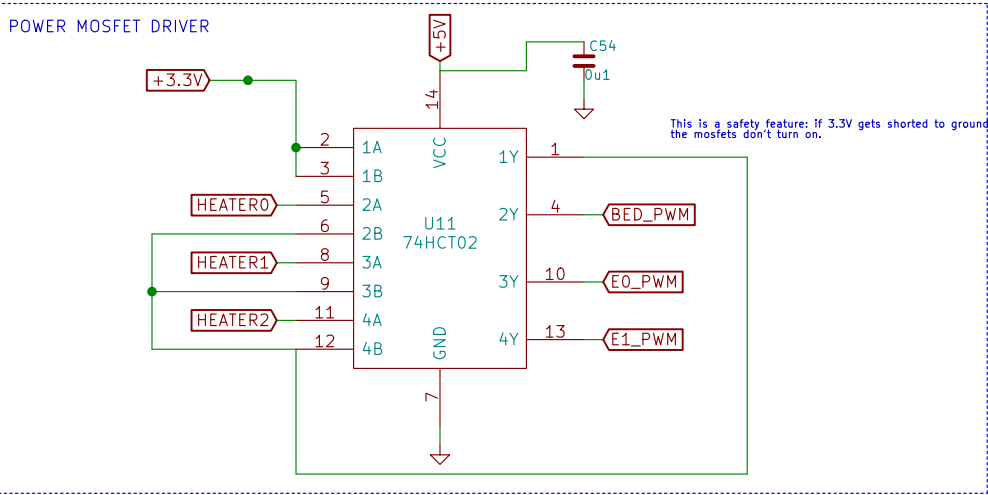 POWER MOSFET DRIVER
+5V
C54
0u1
+3.3V
14
This is a safety feature: if 3.3V gets shorted to ground
the mosfets don't turn on.
2
1A
VCC
1Y
1
3
1B
HEATER0
5
2A
6
2B
U11
74HCT02
2Y
4
BED_PWM
HEATER1
8
3A
9
3B
3Y
10
E0_PWM
HEATER2
11
4A
12
4B
GND
4Y
13
E1_PWM
7